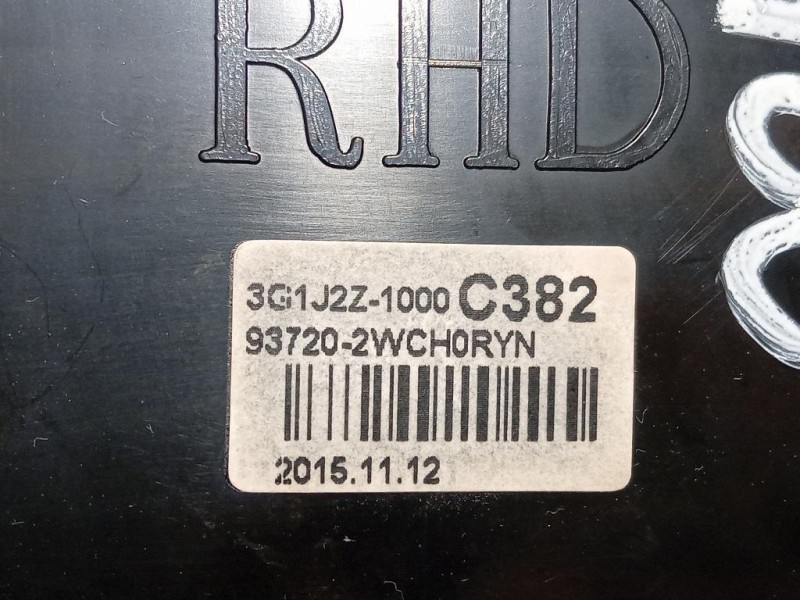 RHD
3G1J2Z-1000 C382
93720-2WCH0RYN
2015.11.12